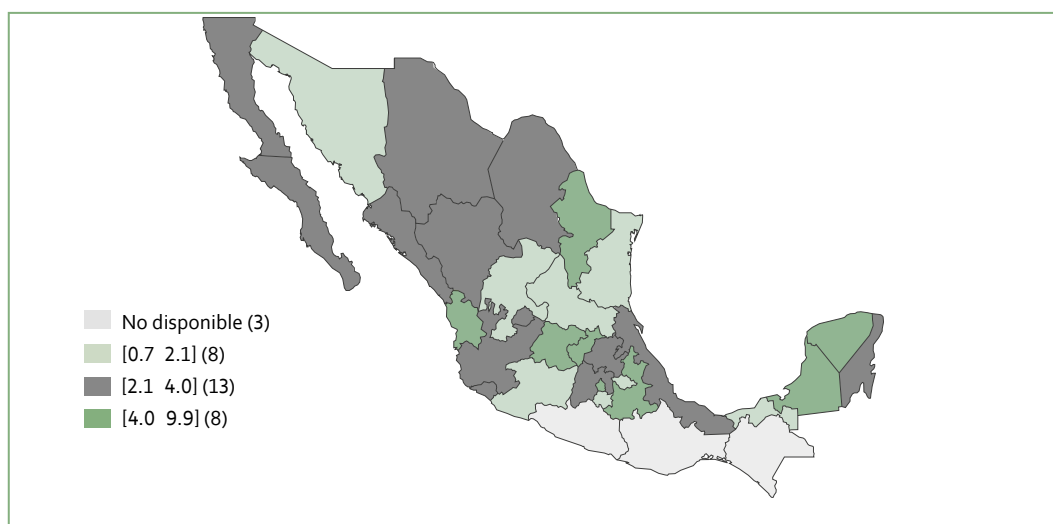 No disponible (3)
[0.7 2.1] (8)
[2.1 4.0] (13)
[4.0 9.9] (8)